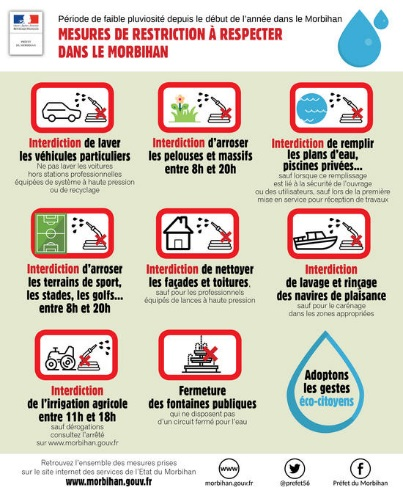 Période de faible pluviosité depuis le début de l'année dans le Morbihan
MESURES DE RESTRICTION À RESPECTER
DANS LE MORBIHAN
Interdiction de laver
les véhicules particuliers
Ne pas laver les voitures
hors stations professionnelles
équipées de système à haute pression
ou de recyclage
Interdiction d'arroser
les pelouses et massifs
entre 8h et 20h
Interdiction de remplir
les plans d'eau,
piscines privées...
sauf lorsque ce remplissage
est lié à la sécurité de l'ouvrage
ou des utilisateurs, sauf lors de la première
mise en service pour réception de travaux
Interdiction d'arroser
les terrains de sport,
les stades, les golfs...
entre 8h et 20h
Interdiction de nettoyer
les façades et toitures,
sauf pour les professionnels
équipés de lances à haute pression
Interdiction
de lavage et rinçage
des navires de plaisance
sauf pour le carénage
dans les zones appropriées
Interdiction
de l'irrigation agricole
entre 11h et 18h
sauf dérogations
consultez l'arrêté
sur www.morbihan.gouv.fr
Fermeture
des fontaines publiques
qui ne disposent pas
d'un circuit fermé pour l'eau
Adoptons
les gestes
éco-citoyens
Retrouvez l'ensemble des mesures prises
sur le site internet des services de l'Etat du Morbihan
www.morbihan.gouv.fr
www
morbihan.gouv.fr
@prefet56
Préfet du Morbihan